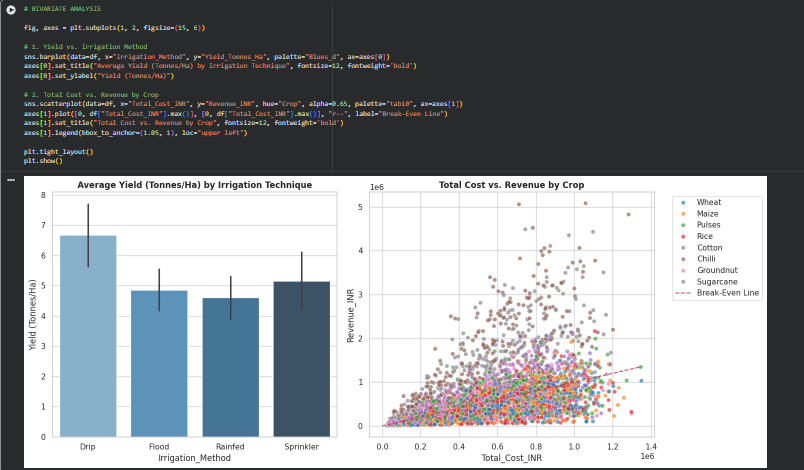 # BIVARIATE ANALYSIS
fig, axes = plt.subplots(1, 2, figsize=(15, 6))
# 1. Yield vs. Irrigation Method
sns.barplot(data=df, x="Irrigation_Method", y="Yield_Tonnes_Ha", palette="Blues_d", ax=axes[0])
axes[0].set_title("Average Yield (Tonnes/Ha) by Irrigation Technique", fontsize=12, fontweight='bold')
axes[0].set_ylabel("Yield (Tonnes/Ha)")
# 2. Total Cost vs. Revenue by Crop
sns.scatterplot(data=df, x="Total_Cost_INR", y="Revenue_INR", hue="Crop", alpha=0.65, palette="tab10", ax=axes[1])
axes[1].plot([0, df["Total_Cost_INR"].max()], [0, df["Total_Cost_INR"].max()], "r--", label="Break-Even Line")
axes[1].set_title("Total Cost vs. Revenue by Crop", fontsize=12, fontweight='bold')
axes[1].legend(bbox_to_anchor=(1.05, 1), loc="upper left")
plt.tight_layout()
plt.show()
Average Yield (Tonnes/Ha) by Irrigation Technique
8
7
6
5
4
3
2
1
0
Yield (Tonnes/Ha)
Drip Flood Rainfed Sprinkler
Irrigation_Method
Total Cost vs. Revenue by Crop
1e6
5
4
3
2
1
0
Revenue_INR
0.0 0.2 0.4 0.6 0.8 1.0 1.2 1.4
1e6
Total_Cost_INR
Wheat
Maize
Pulses
Rice
Cotton
Chilli
Groundnut
Sugarcane
Break-Even Line